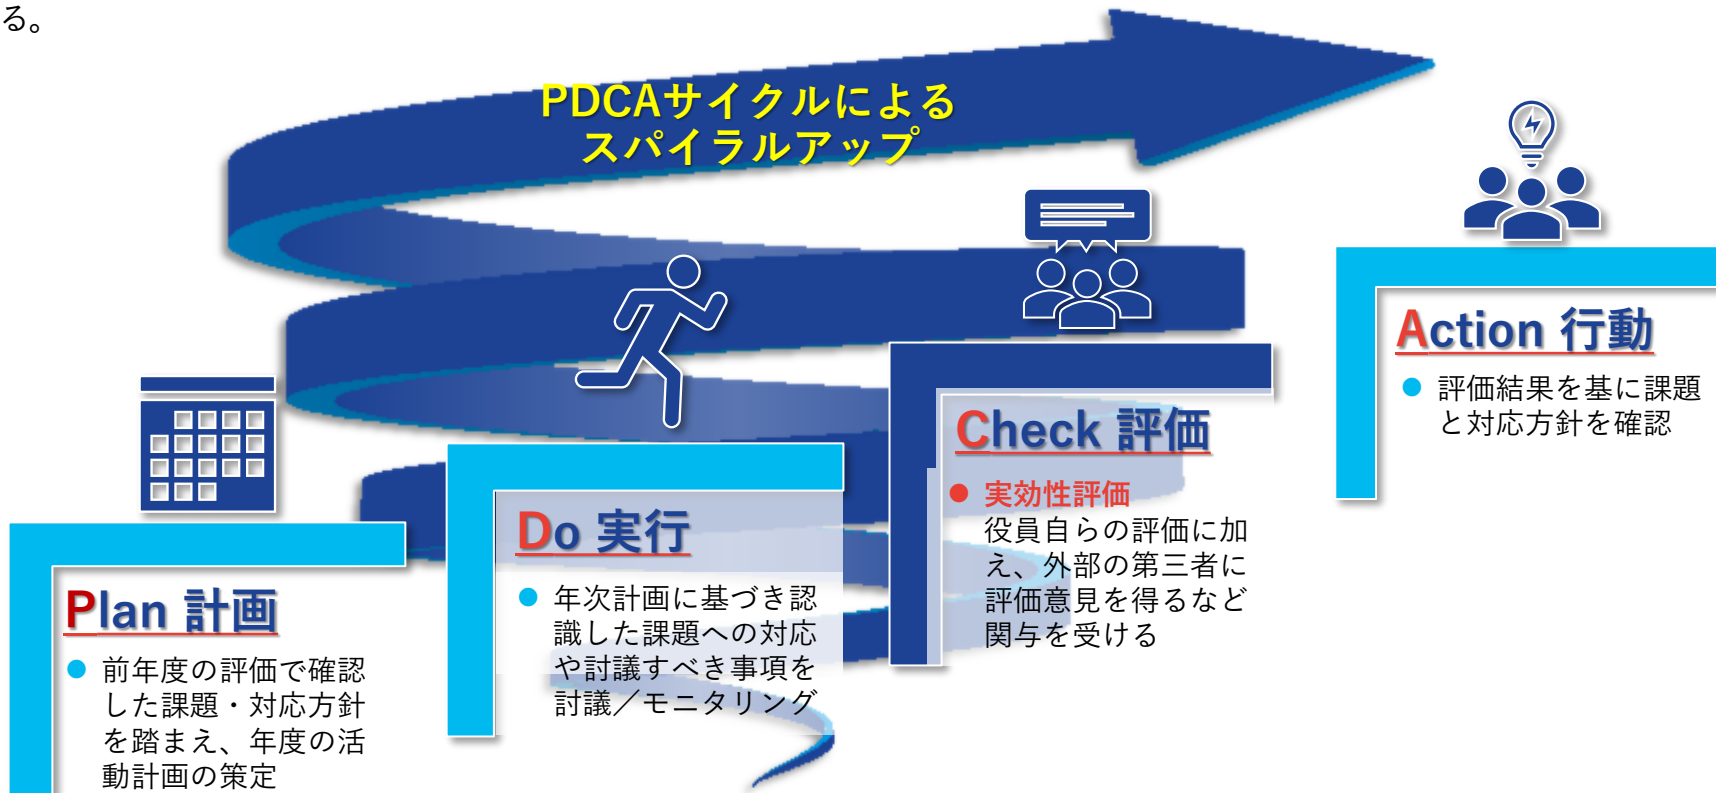 る。
PDCAサイクルによる
スパイラルアップ
Plan 計画
前年度の評価で確認
した課題・対応方針
を踏まえ、年度の活
動計画の策定
Do 実行
年次計画に基づき認
識した課題への対応
や討議すべき事項を
討議／モニタリング
Check 評価
実効性評価
役員自らの評価に加
え、外部の第三者に
評価意見を得るなど
関与を受ける
Action 行動
評価結果を基に課題
と対応方針を確認